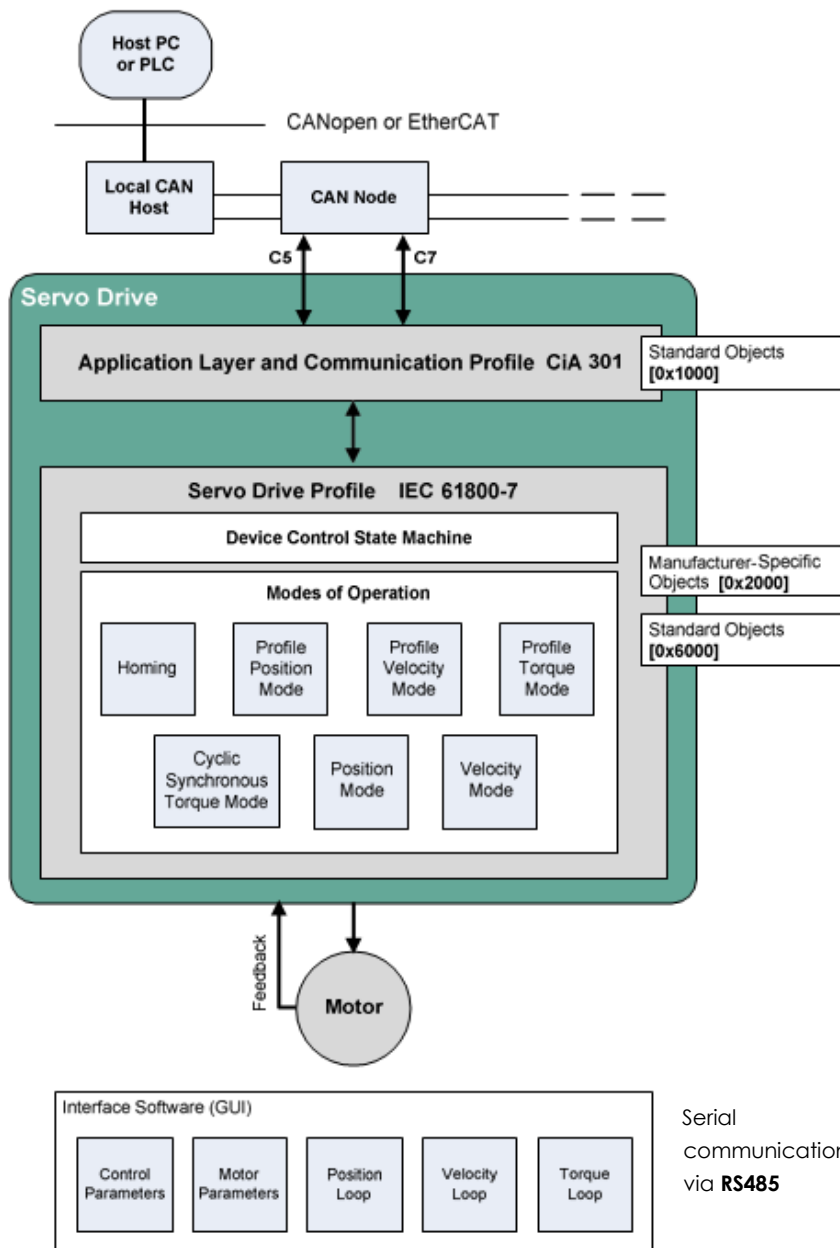 Host PC
or PLC
CANopen or EtherCAT
Local CAN
Host
CAN Node
C5
C7
Servo Drive
Application Layer and Communication Profile CiA 301
Standard Objects
[0x1000]
Servo Drive Profile IEC 61800-7
Device Control State Machine
Manufacturer-Specific
Objects [0x2000]
Modes of Operation
Standard Objects
[0x6000]
Homing
Profile
Position
Mode
Profile
Velocity
Mode
Profile
Torque
Mode
Cyclic
Synchronous
Torque Mode
Position
Mode
Velocity
Mode
Feedback
Motor
Interface Software (GUI)
Control
Parameters
Motor
Parameters
Position
Loop
Velocity
Loop
Torque
Loop
Serial
communication
via RS485